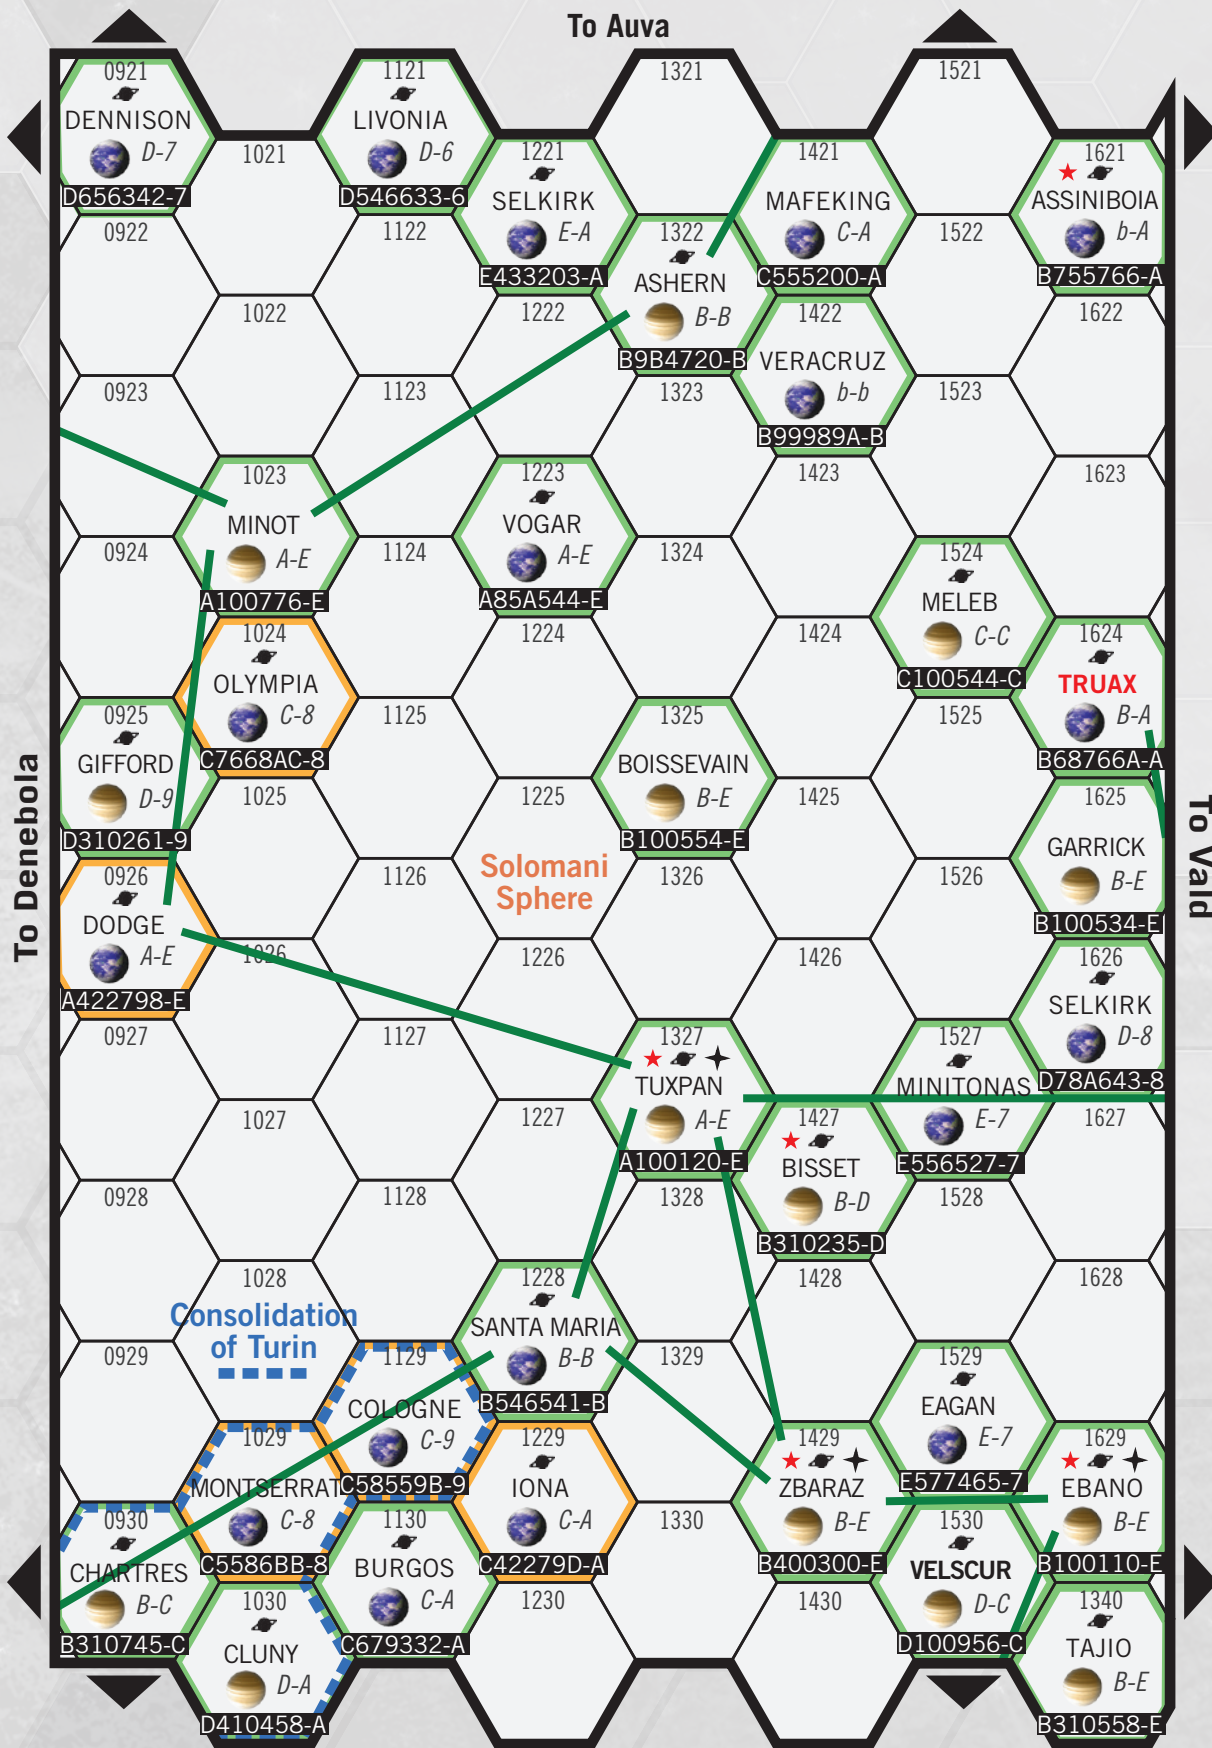 To Auva
0921
DENNISON
D-7
D656342-7
1121
LIVONIA
D-6
D546633-6
1321
1521
1021
1221
SELKIRK
E-A
E433203-A
1421
MAFEKING
C-A
C555200-A
1621
ASSINIBOIA
b-A
B755766-A
0922
1122
1322
ASHERN
B-B
B9B4720-B
1522
1022
1222
1422
VERACRUZ
b-b
B99989A-B
1622
0923
1123
1323
1523
1023
MINOT
A-E
A100776-E
1223
VOGAR
A-E
A85A544-E
1423
1623
0924
1124
1324
1524
MELEB
C-C
C100544-C
1024
OLYMPIA
C-8
C7668AC-8
1224
1424
1624
TRUAX
B-A
B68766A-A
0925
GIFFORD
D-9
D310261-9
1125
1325
BOISSEVAIN
B-E
B100554-E
1525
1025
1225
1425
1625
GARRICK
B-E
B100534-E
To Denebola
To Vald
Solomani
Sphere
0926
DODGE
A-E
A422798-E
1126
1326
1526
1026
1226
1426
1626
SELKIRK
D-8
D78A643-8
0927
1127
1327
TUXPAN
A-E
A100120-E
1527
MINITONAS
E-7
E556527-7
1027
1227
1427
BISSET
B-D
B310235-D
1627
0928
1128
1328
1528
1028
1228
SANTA MARIA
B-B
B546541-B
1428
1628
Consolidation
of Turin
0929
1129
COLOGNE
C-9
C58559B-9
1329
1529
EAGAN
E-7
E577465-7
1029
MONTSERRAT
C-8
C5586BB-8
1229
IONA
C-A
C42279D-A
1429
ZBARAZ
B-E
B400300-E
1629
EBANO
B-E
B100110-E
0930
CHARTRES
B-C
B310745-C
1130
BURGOS
C-A
C679332-A
1330
1530
VELSCUR
D-C
D100956-C
1030
CLUNY
D-A
D410458-A
1230
1430
1340
TAJIO
B-E
B310558-E